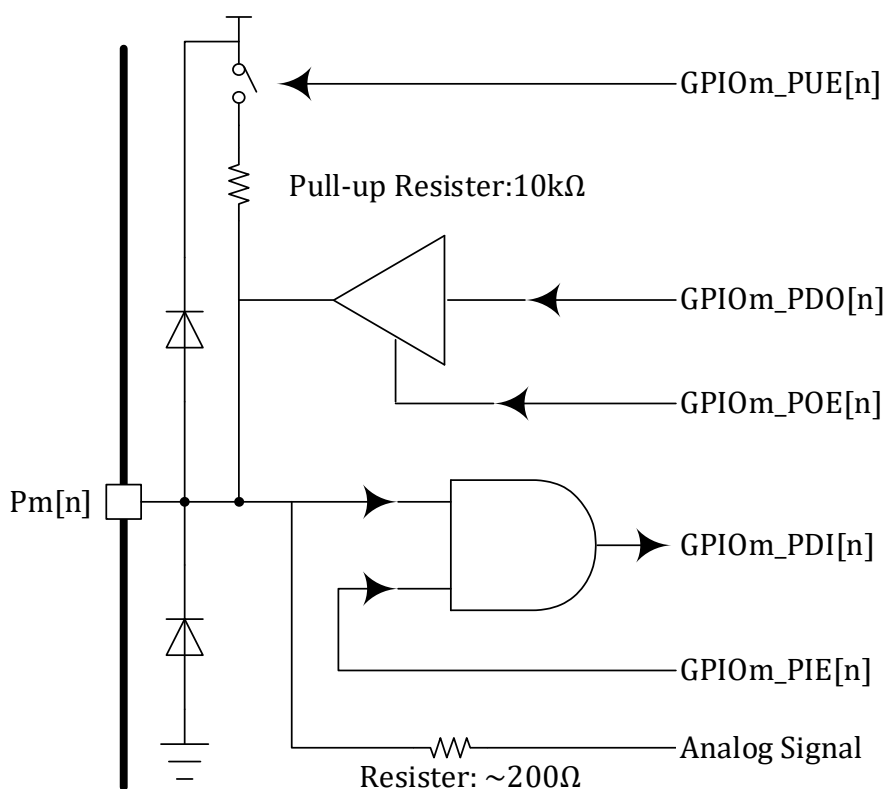 GPIOm_PUE[n]
Pull-up Resister:10kΩ
GPIOm_PDO[n]
GPIOm_POE[n]
Pm[n]
GPIOm_PDI[n]
GPIOm_PIE[n]
Analog Signal
Resister: ~200Ω